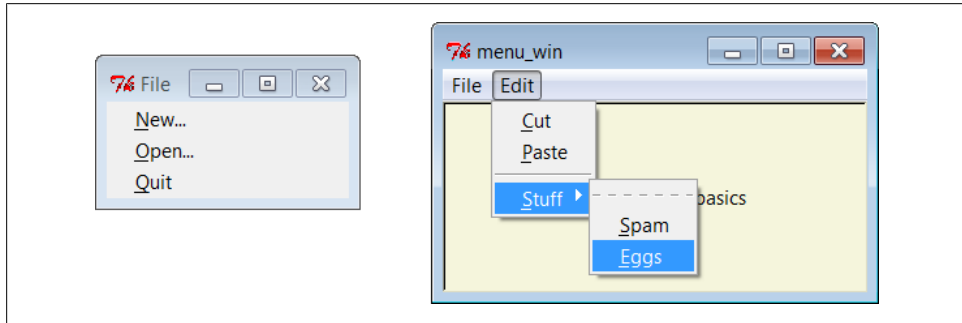 File
New...
Open...
Quit
menu_win
File Edit
Cut
Paste
Stuff
basics
Spam
Eggs